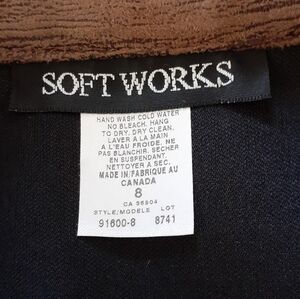 SOFT WORKS
HAND WASH COLD WATER
NO BLEACH. HANG
TO DRY. DRY CLEAN.
LAVER A LA MAIN
A L'EAU FROIDE. NE
PAS BLANCHIR. SECHER
EN SUSPENDANT.
NETTOYER A SEC.
MADE IN/FABRIQUE AU
CANADA
8
CA 36804
STYLE/MODELE LOT
91600-8 8741